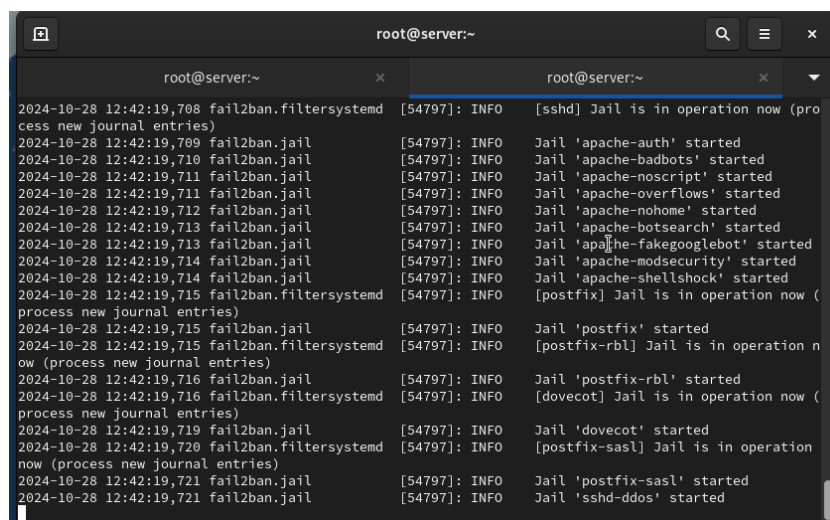 root@server:~
root@server:~ root@server:~
2024-10-28 12:42:19,708 fail2ban.filtersystemd  [54797]: INFO    [sshd] Jail is in operation now (pro
cess new journal entries)
2024-10-28 12:42:19,709 fail2ban.jail           [54797]: INFO    Jail 'apache-auth' started
2024-10-28 12:42:19,710 fail2ban.jail           [54797]: INFO    Jail 'apache-badbots' started
2024-10-28 12:42:19,711 fail2ban.jail           [54797]: INFO    Jail 'apache-noscript' started
2024-10-28 12:42:19,711 fail2ban.jail           [54797]: INFO    Jail 'apache-overflows' started
2024-10-28 12:42:19,712 fail2ban.jail           [54797]: INFO    Jail 'apache-nohome' started
2024-10-28 12:42:19,713 fail2ban.jail           [54797]: INFO    Jail 'apache-botsearch' started
2024-10-28 12:42:19,713 fail2ban.jail           [54797]: INFO    Jail 'apache-fakegooglebot' started
2024-10-28 12:42:19,714 fail2ban.jail           [54797]: INFO    Jail 'apache-modsecurity' started
2024-10-28 12:42:19,714 fail2ban.jail           [54797]: INFO    Jail 'apache-shellshock' started
2024-10-28 12:42:19,715 fail2ban.filtersystemd  [54797]: INFO    [postfix] Jail is in operation now (
process new journal entries)
2024-10-28 12:42:19,715 fail2ban.jail           [54797]: INFO    Jail 'postfix' started
2024-10-28 12:42:19,715 fail2ban.filtersystemd  [54797]: INFO    [postfix-rbl] Jail is in operation n
ow (process new journal entries)
2024-10-28 12:42:19,716 fail2ban.jail           [54797]: INFO    Jail 'postfix-rbl' started
2024-10-28 12:42:19,716 fail2ban.filtersystemd  [54797]: INFO    [dovecot] Jail is in operation now (
process new journal entries)
2024-10-28 12:42:19,719 fail2ban.jail           [54797]: INFO    Jail 'dovecot' started
2024-10-28 12:42:19,720 fail2ban.filtersystemd  [54797]: INFO    [postfix-sasl] Jail is in operation
now (process new journal entries)
2024-10-28 12:42:19,721 fail2ban.jail           [54797]: INFO    Jail 'postfix-sasl' started
2024-10-28 12:42:19,721 fail2ban.jail           [54797]: INFO    Jail 'sshd-ddos' started